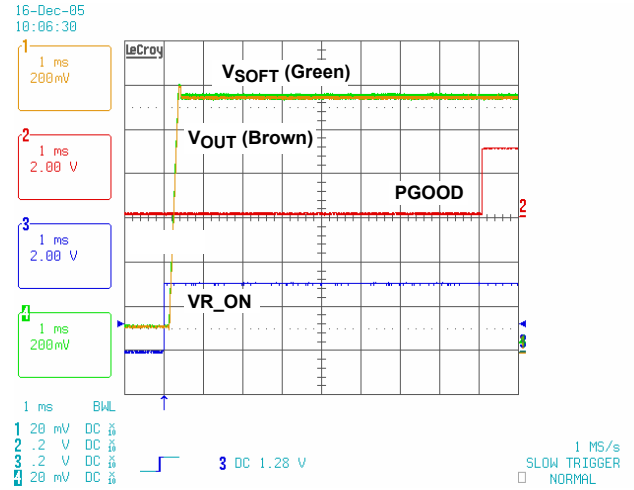 16-Dec-05
10:06:30
1
1 ms
200mV
2
1 ms
2.00 V
3
1 ms
2.00 V
4
1 ms
200mV
LeCroy
VSOFT (Green)
VOUT (Brown)
PGOOD
2
VR_ON
3
1 ms BWL
1 20 mV DC
2 .2 V DC
3 .2 V DC
4 20 mV DC
3 DC 1.28 V
1 MS/s
SLOW TRIGGER
NORMAL